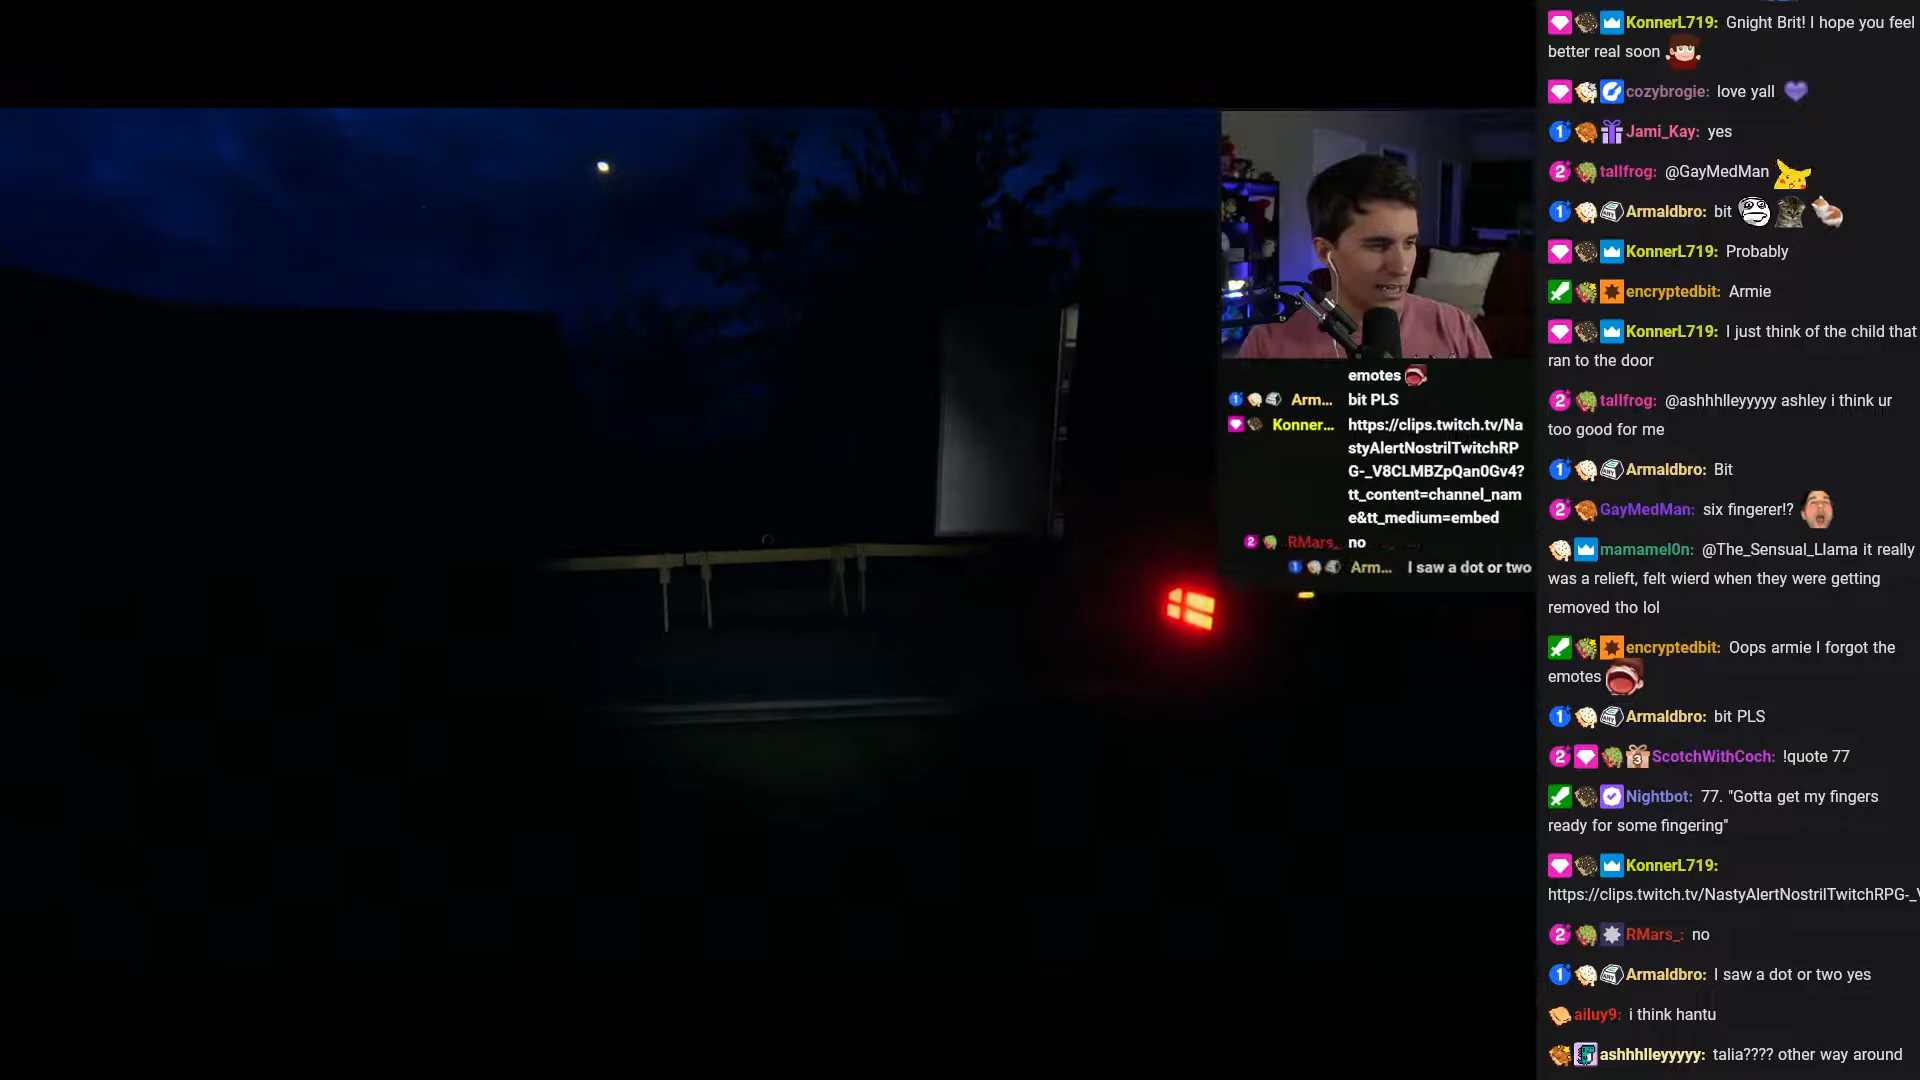 KonnerL719: Gnight Brit! I hope you feel
better real soon
cozybrogie: love yall
Jami_Kay: yes
tallfrog: @GayMedMan
Armaldbro: bit
KonnerL719: Probably
encryptedbit: Armie
KonnerL719: I just think of the child that
ran to the door
tallfrog: @ashhhlleyyyyy ashley i think ur
too good for me
Armaldbro: Bit
GayMedMan: six fingerer!?
mamamel0n: @The_Sensual_Llama it really
was a relieft, felt wierd when they were getting
removed tho lol
encryptedbit: Oops armie I forgot the
emotes
Armaldbro: bit PLS
ScotchWithCoch: !quote 77
Nightbot: 77. "Gotta get my fingers
ready for some fingering"
KonnerL719:
https://clips.twitch.tv/NastyAlertNostrilTwitchRPG-_V
RMars_: no
Armaldbro: I saw a dot or two yes
ailuy9: i think hantu
ashhhlleyyyyy: talia???? other way around
emotes
Arm... bit PLS
Konner... https://clips.twitch.tv/Na
styAlertNostrilTwitchRP
G-_V8CLMBZpQan0Gv4?
tt_content=channel_nam
e&tt_medium=embed
RMars_ no
Arm... I saw a dot or two